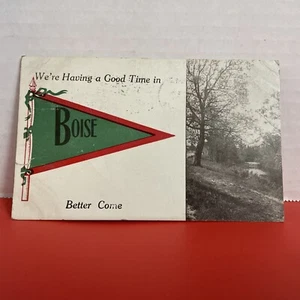 We're Having a Good Time in
BOISE
Better Come